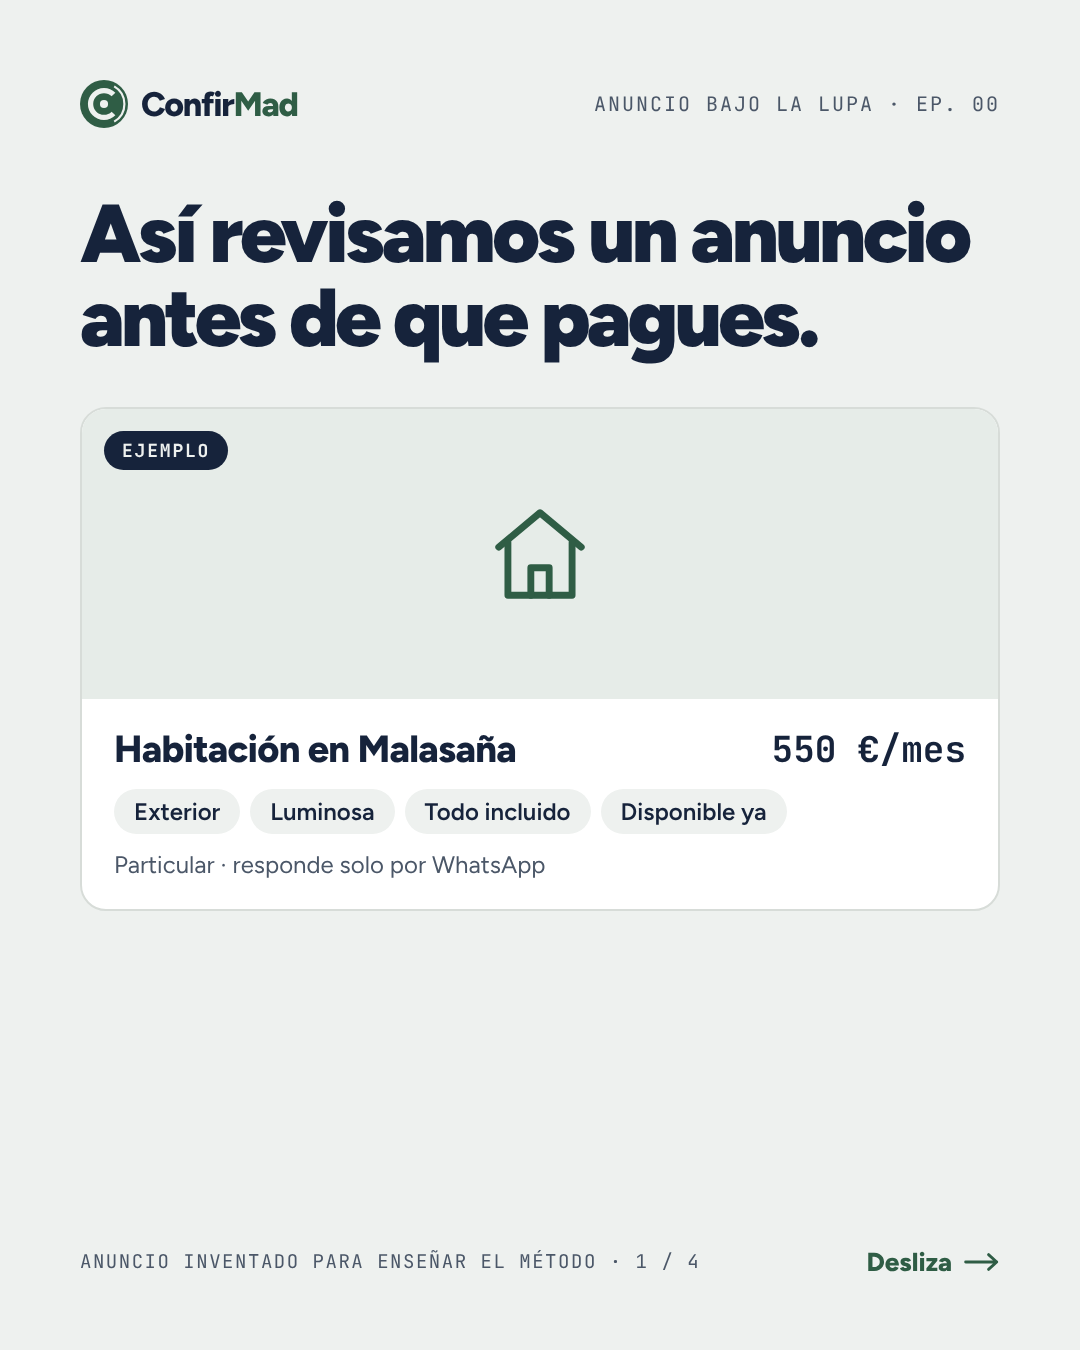 ConfirMad
ANUNCIO BAJO LA LUPA · EP. 00
Así revisamos un anuncio
antes de que pagues.
EJEMPLO
Habitación en Malasaña
550 €/mes
Exterior
Luminosa
Todo incluido
Disponible ya
Particular · responde solo por WhatsApp
ANUNCIO INVENTADO PARA ENSEÑAR EL MÉTODO · 1 / 4
Desliza →